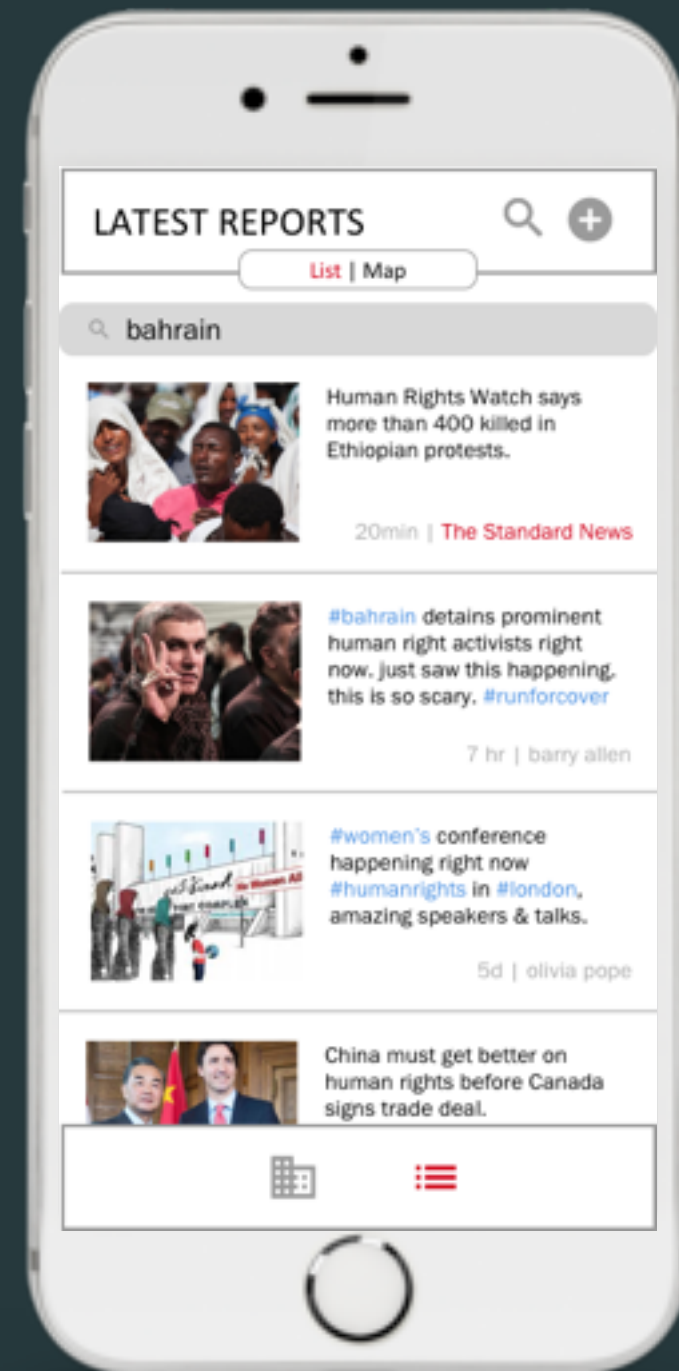 LATEST REPORTS
List | Map
bahrain
Human Rights Watch says
more than 400 killed in
Ethiopian protests.
20min | The Standard News
#bahrain detains prominent
human right activists right
now. just saw this happening.
this is so scary. #runforcover
7 hr | barry allen
#women's conference
happening right now
#humanrights in #london,
amazing speakers & talks.
5d | olivia pope
China must get better on
human rights before Canada
signs trade deal.